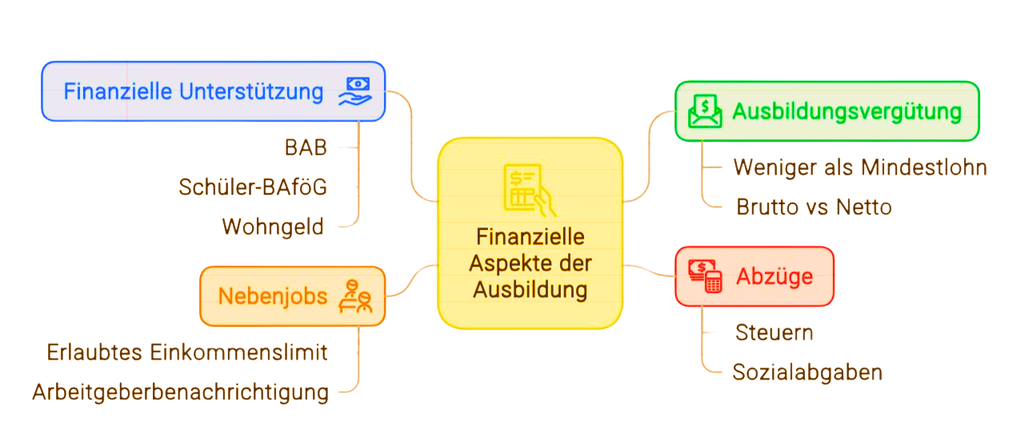 Finanzielle Unterstützung
BAB
Schüler-BAföG
Wohngeld
Nebenjobs
Erlaubtes Einkommenslimit
Arbeitgeberbenachrichtigung
Finanzielle
Aspekte der
Ausbildung
Ausbildungsvergütung
Weniger als Mindestlohn
Brutto vs Netto
Abzüge
Steuern
Sozialabgaben